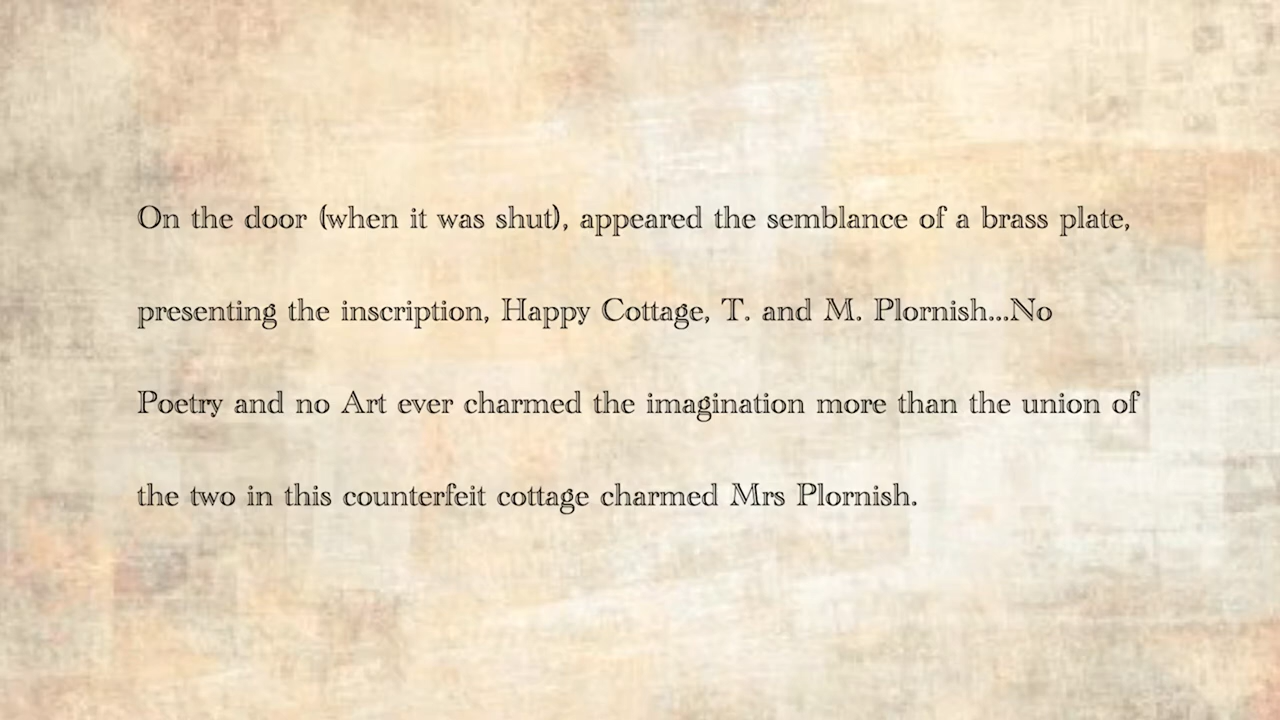 On the door (when it was shut), appeared the semblance of a brass plate,
presenting the inscription, Happy Cottage, T. and M. Plornish...No
Poetry and no Art ever charmed the imagination more than the union of
the two in this counterfeit cottage charmed Mrs Plornish.